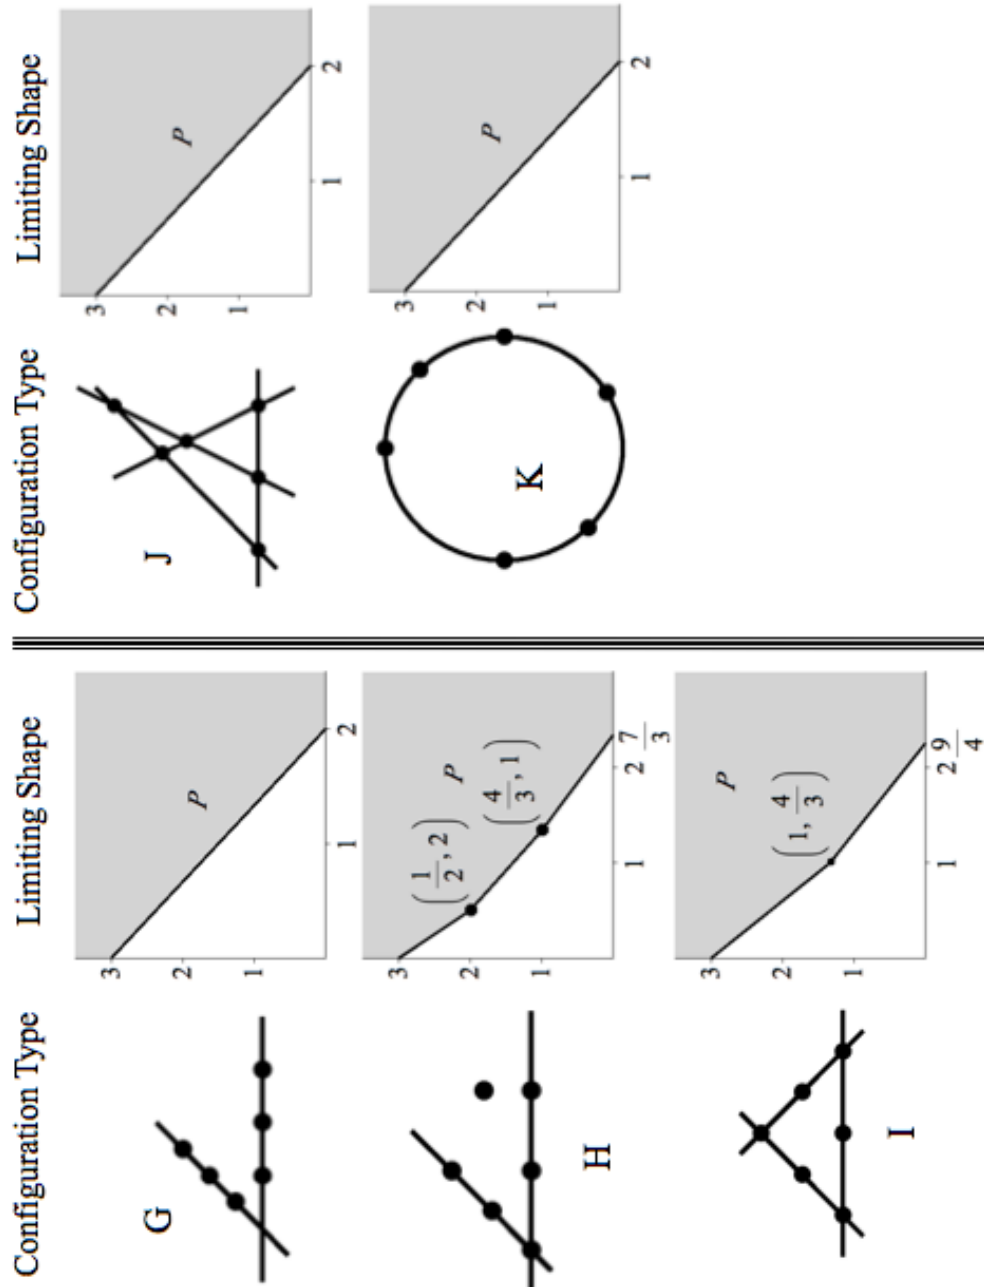 Configuration Type Limiting Shape Configuration Type Limiting Shape
G
3
2
1
P
1 2
J
3
2
1
P
1 2
H
3
2
1
(1/2, 2)
P
(4/3, 1)
1 2 7/3
K
3
2
1
P
1 2
I
3
2
1
P
(1, 4/3)
1 2 9/4